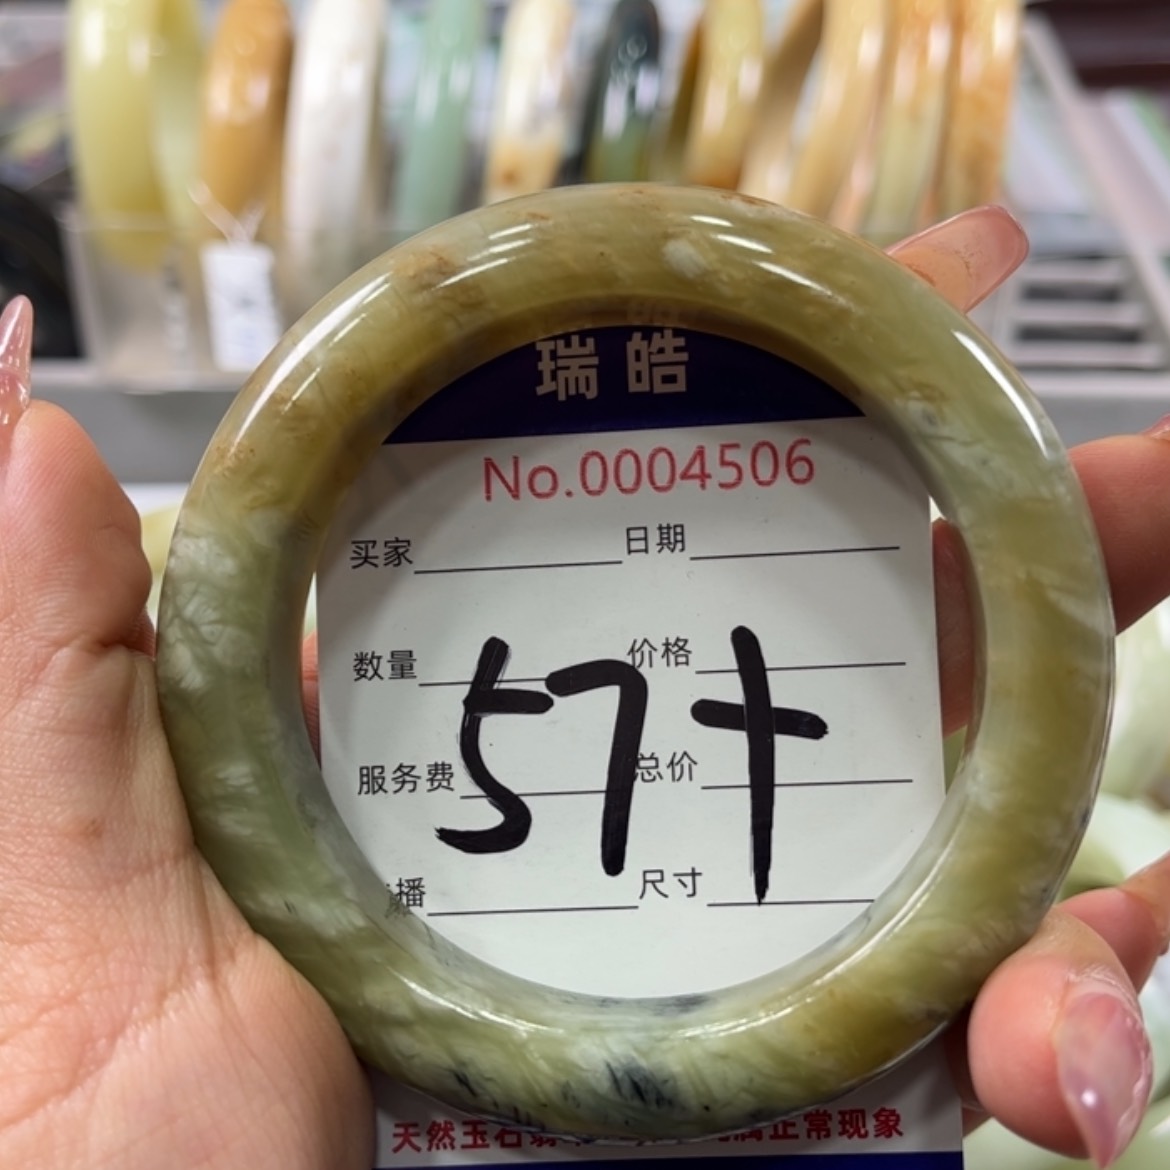 瑞皓
No.0004506
买家 日期
数量 价格
57+
服务费 总价
播 尺寸
天然玉石 正常现象